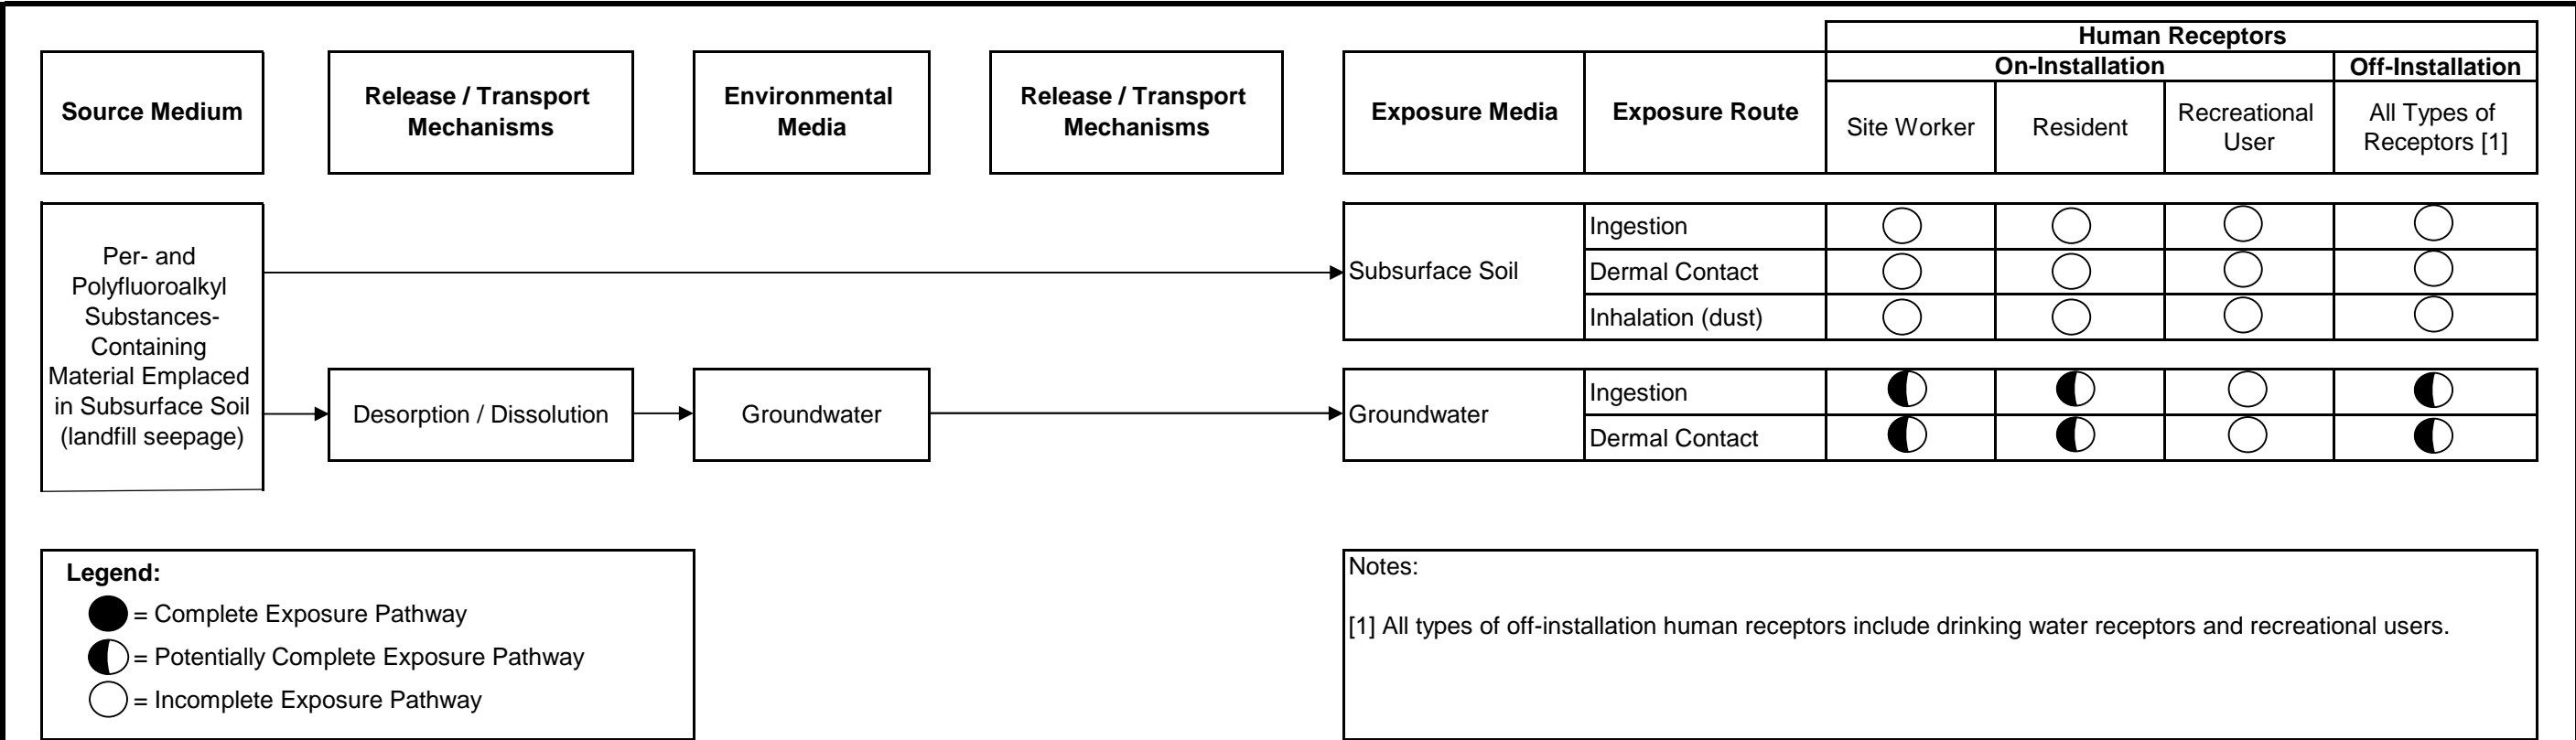 Human Receptors
On-Installation
Off-Installation
Source Medium
Release / Transport
Mechanisms
Environmental
Media
Release / Transport
Mechanisms
Exposure Media
Exposure Route
Site Worker
Resident
Recreational
User
All Types of
Receptors [1]
Per- and
Polyfluoroalkyl
Substances-
Containing
Material Emplaced
in Subsurface Soil
(landfill seepage)
Subsurface Soil
Ingestion
Dermal Contact
Inhalation (dust)
Desorption / Dissolution
Groundwater
Groundwater
Ingestion
Dermal Contact
Legend:
= Complete Exposure Pathway
= Potentially Complete Exposure Pathway
= Incomplete Exposure Pathway
Notes:
[1] All types of off-installation human receptors include drinking water receptors and recreational users.